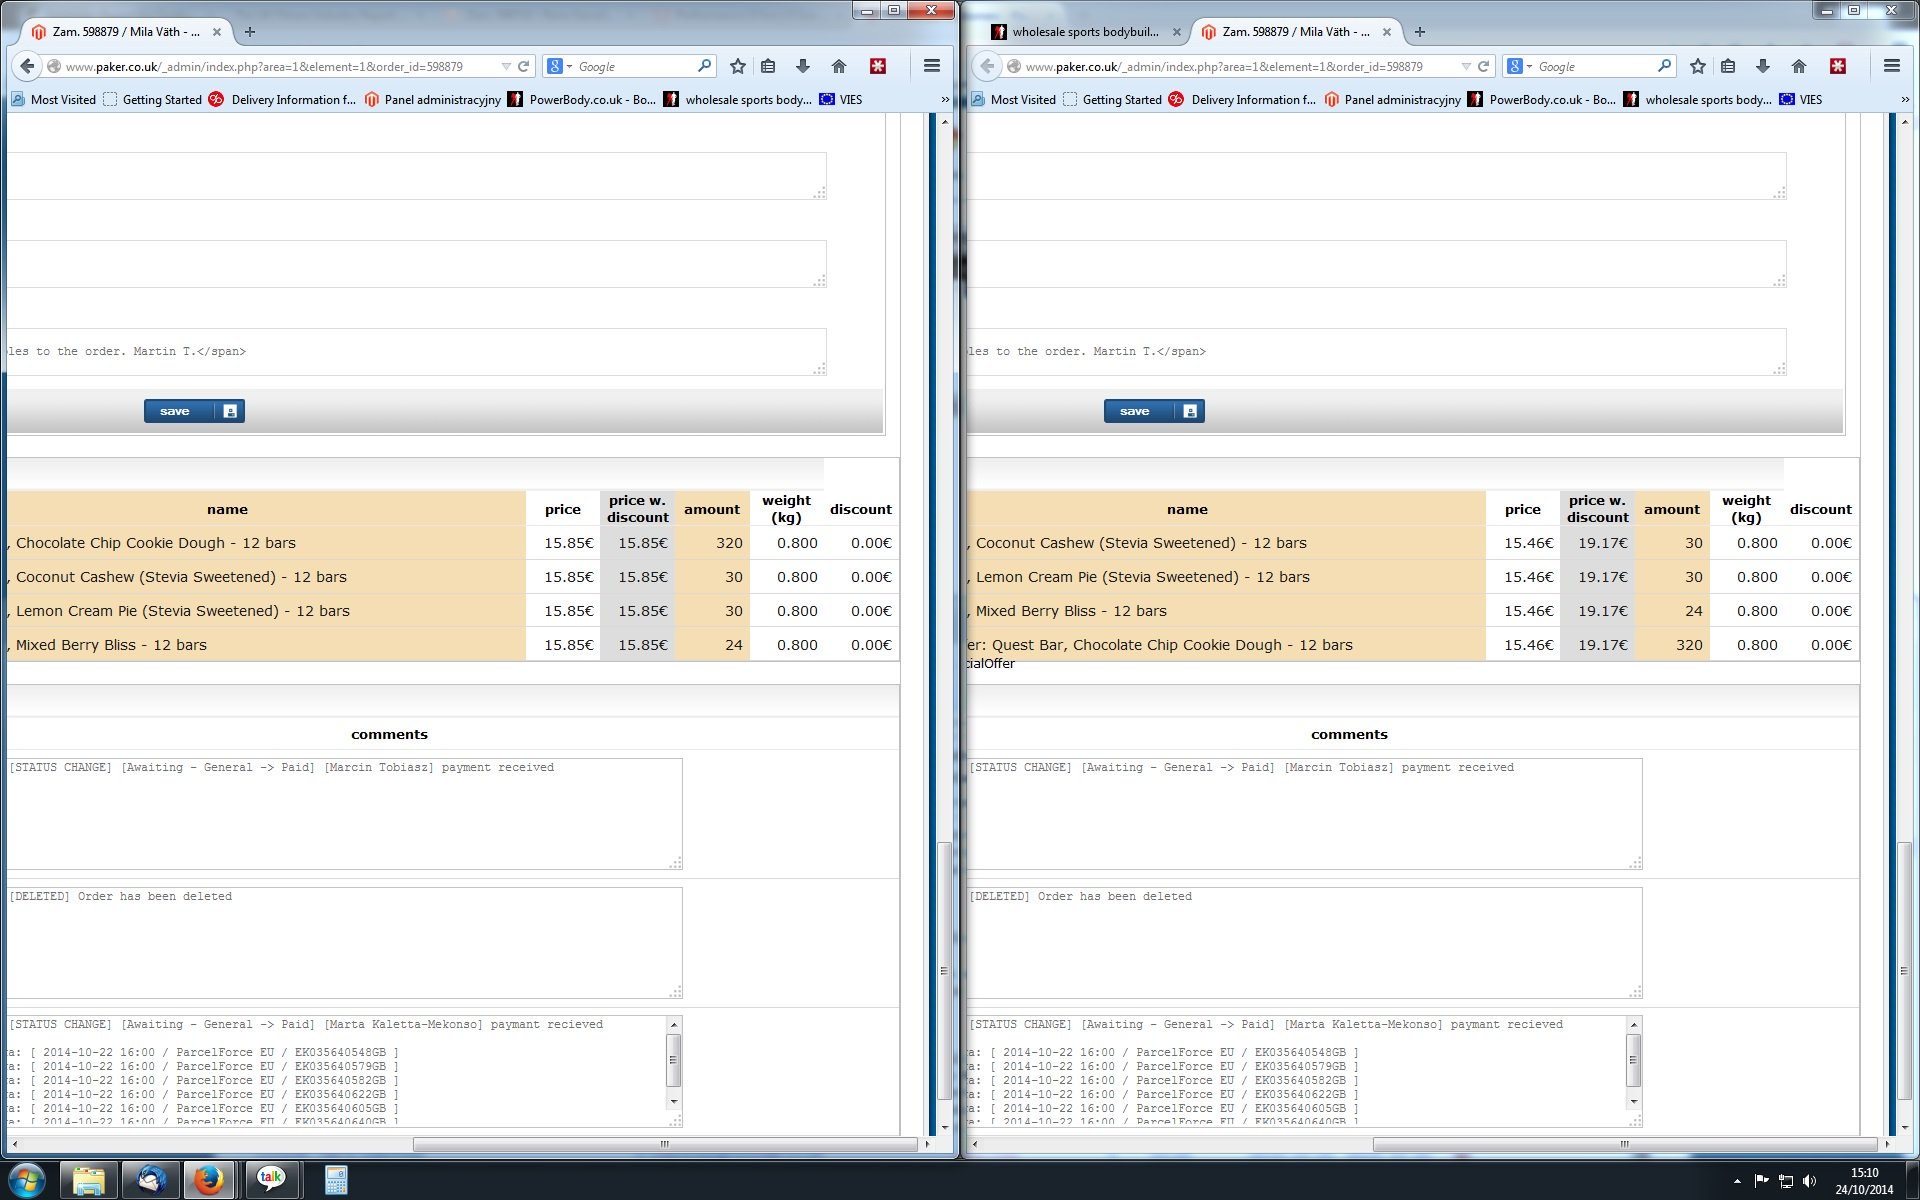 Zam. 598879 / Mila Väth - ...
www.paker.co.uk/_admin/index.php?area=1&element=1&order_id=598879
Google
Most Visited Getting Started Delivery Information f... Panel administracyjny PowerBody.co.uk - Bo... wholesale sports body... VIES »
les to the order. Martin T.</span>
save
name price price w. discount amount weight (kg) discount
, Chocolate Chip Cookie Dough - 12 bars 15.85€ 15.85€ 320 0.800 0.00€
, Coconut Cashew (Stevia Sweetened) - 12 bars 15.85€ 15.85€ 30 0.800 0.00€
, Lemon Cream Pie (Stevia Sweetened) - 12 bars 15.85€ 15.85€ 30 0.800 0.00€
, Mixed Berry Bliss - 12 bars 15.85€ 15.85€ 24 0.800 0.00€
comments
[STATUS CHANGE] [Awaiting - General -> Paid] [Marcin Tobiasz] payment received
[DELETED] Order has been deleted
[STATUS CHANGE] [Awaiting - General -> Paid] [Marta Kaletta-Mekonso] paymant recieved
ra: [ 2014-10-22 16:00 / ParcelForce EU / EK035640548GB ]
ra: [ 2014-10-22 16:00 / ParcelForce EU / EK035640579GB ]
ra: [ 2014-10-22 16:00 / ParcelForce EU / EK035640582GB ]
ra: [ 2014-10-22 16:00 / ParcelForce EU / EK035640622GB ]
ra: [ 2014-10-22 16:00 / ParcelForce EU / EK035640605GB ]
ra: [ 2014-10-22 16:00 / ParcelForce EU / EK035640640GB ]
wholesale sports bodybuil... Zam. 598879 / Mila Väth - ...
www.paker.co.uk/_admin/index.php?area=1&element=1&order_id=598879
Google
Most Visited Getting Started Delivery Information f... Panel administracyjny PowerBody.co.uk - Bo... wholesale sports body... VIES »
les to the order. Martin T.</span>
save
name price price w. discount amount weight (kg) discount
, Coconut Cashew (Stevia Sweetened) - 12 bars 15.46€ 19.17€ 30 0.800 0.00€
, Lemon Cream Pie (Stevia Sweetened) - 12 bars 15.46€ 19.17€ 30 0.800 0.00€
, Mixed Berry Bliss - 12 bars 15.46€ 19.17€ 24 0.800 0.00€
er: Quest Bar, Chocolate Chip Cookie Dough - 12 bars 15.46€ 19.17€ 320 0.800 0.00€
cialOffer
comments
[STATUS CHANGE] [Awaiting - General -> Paid] [Marcin Tobiasz] payment received
[DELETED] Order has been deleted
[STATUS CHANGE] [Awaiting - General -> Paid] [Marta Kaletta-Mekonso] paymant recieved
ra: [ 2014-10-22 16:00 / ParcelForce EU / EK035640548GB ]
ra: [ 2014-10-22 16:00 / ParcelForce EU / EK035640579GB ]
ra: [ 2014-10-22 16:00 / ParcelForce EU / EK035640582GB ]
ra: [ 2014-10-22 16:00 / ParcelForce EU / EK035640622GB ]
ra: [ 2014-10-22 16:00 / ParcelForce EU / EK035640605GB ]
ra: [ 2014-10-22 16:00 / ParcelForce EU / EK035640640GB ]
talk
15:10
24/10/2014